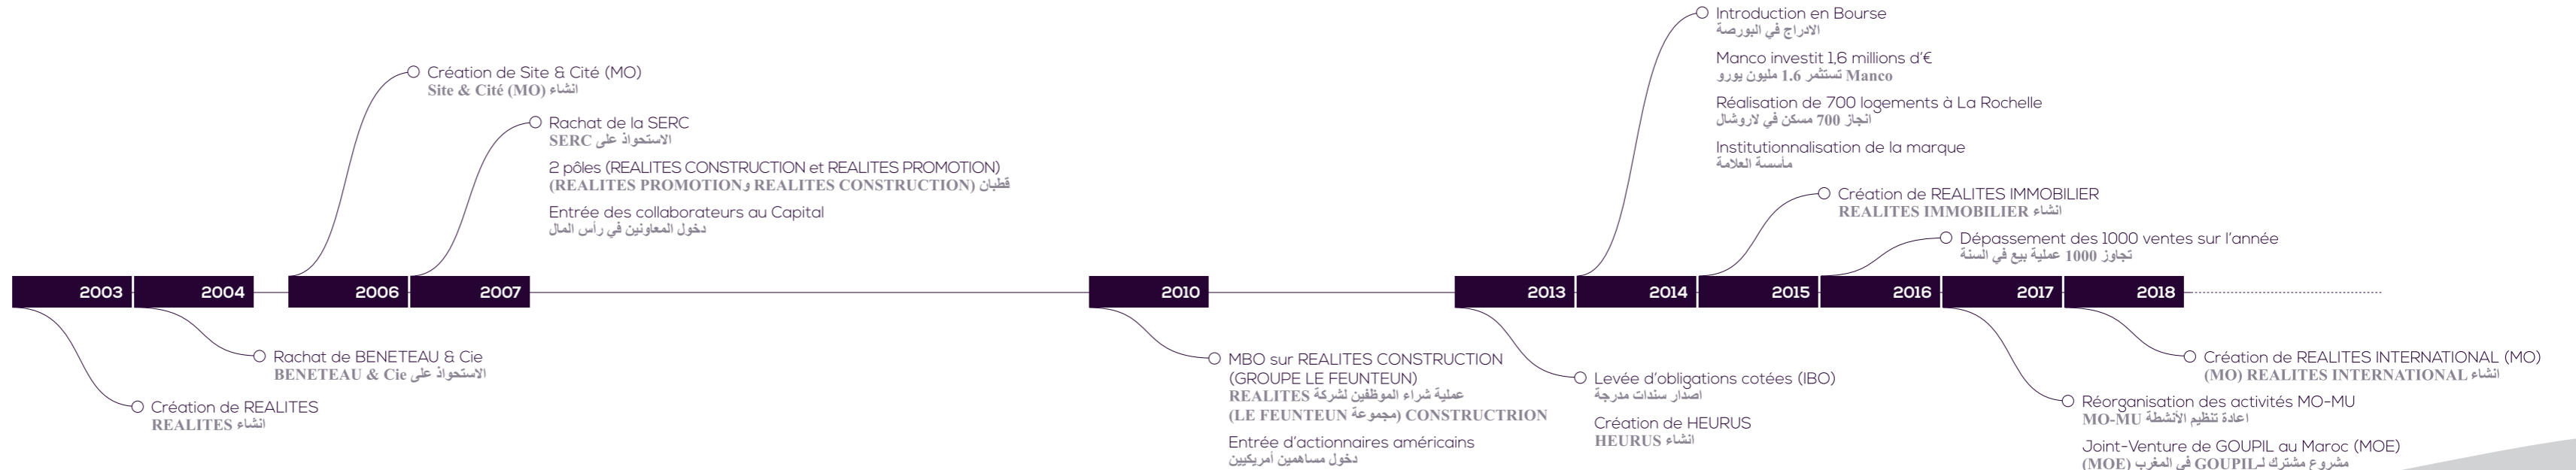 Introduction en Bourse
الادراج في البورصة
Manco investit 1,6 millions d'€
Manco تستثمر 1.6 مليون يورو
Réalisation de 700 logements à La Rochelle
انجاز 700 مسكن في لاروشال
Institutionnalisation de la marque
مأسسة العلامة
Création de Site & Cité (MO)
انشاء Site & Cité (MO)
Rachat de la SERC
الاستحواذ على SERC
2 pôles (REALITES CONSTRUCTION et REALITES PROMOTION)
قطبان (REALITES CONSTRUCTION وREALITES PROMOTION)
Entrée des collaborateurs au Capital
دخول المعاونين في رأس المال
Création de REALITES IMMOBILIER
انشاء REALITES IMMOBILIER
Dépassement des 1000 ventes sur l'année
تجاوز 1000 عملية بيع في السنة
2003 2004 2006 2007 2010 2013 2014 2015 2016 2017 2018
Rachat de BENETEAU & Cie
الاستحواذ على BENETEAU & Cie
Création de REALITES
انشاء REALITES
MBO sur REALITES CONSTRUCTION
(GROUPE LE FEUNTEUN)
عملية شراء الموظفين لشركة REALITES
CONSTRUCTRION (مجموعة LE FEUNTEUN)
Entrée d'actionnaires américains
دخول مساهمين أمريكيين
Levée d'obligations cotées (IBO)
اصدار سندات مدرجة
Création de HEURUS
انشاء HEURUS
Création de REALITES INTERNATIONAL (MO)
انشاء REALITES INTERNATIONAL (MO)
Réorganisation des activités MO-MU
اعادة تنظيم الأنشطة MO-MU
Joint-Venture de GOUPIL au Maroc (MOE)
مشروع مشترك لـGOUPIL في المغرب (MOE)